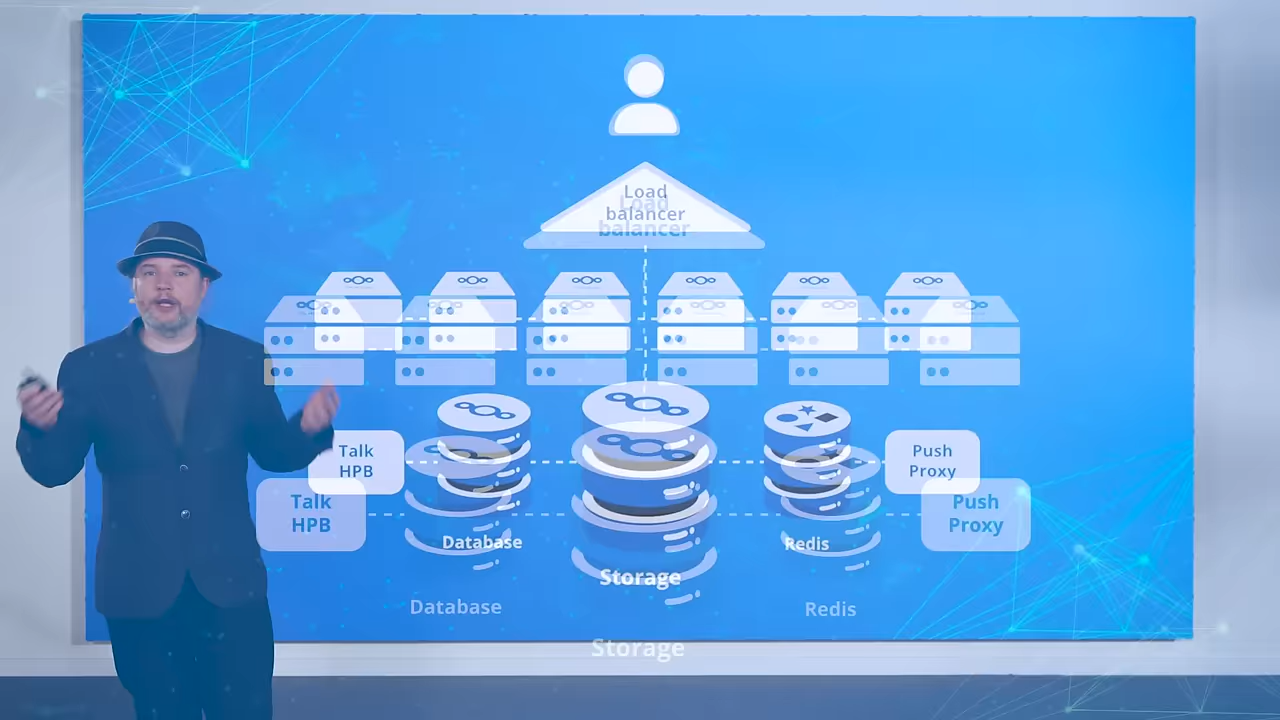 Load
balancer
Load
balancer
Talk
HPB
Push
Proxy
Talk
HPB
Push
Proxy
Database
Redis
Storage
Database
Redis
Storage